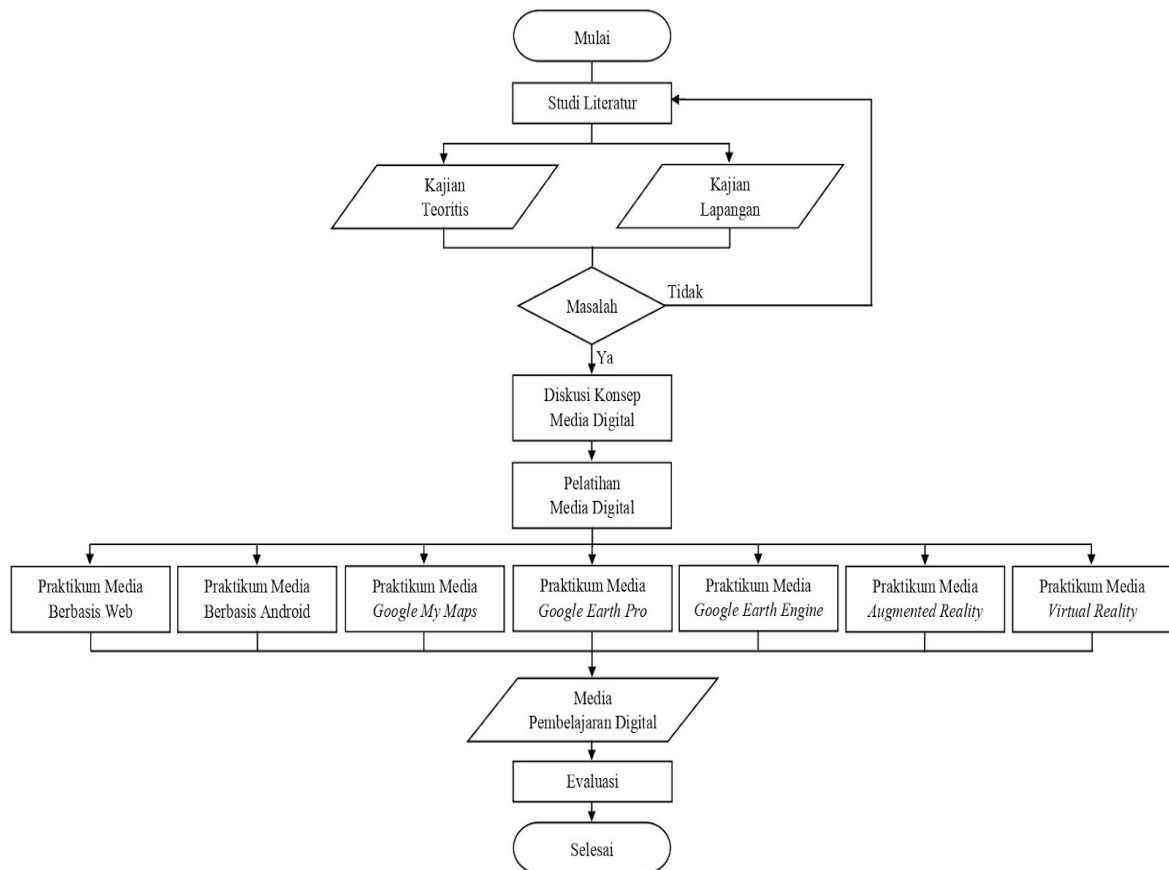 Mulai
Studi Literatur
Kajian
Teoritis
Kajian
Lapangan
Masalah
Tidak
Ya
Diskusi Konsep
Media Digital
Pelatihan
Media Digital
Praktikum Media
Berbasis Web
Praktikum Media
Berbasis Android
Praktikum Media
Google My Maps
Praktikum Media
Google Earth Pro
Praktikum Media
Google Earth Engine
Praktikum Media
Augmented Reality
Praktikum Media
Virtual Reality
Media
Pembelajaran Digital
Evaluasi
Selesai